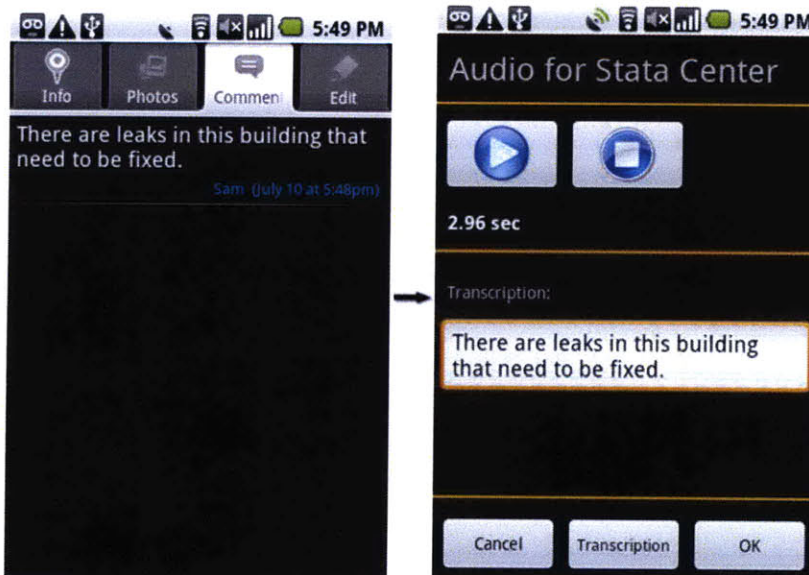 5:49 PM
Info
Photos
Commen
Edit
There are leaks in this building that
need to be fixed.
Sam (July 10 at 5:48pm)
5:49 PM
Audio for Stata Center
2.96 sec
Transcription:
There are leaks in this building
that need to be fixed.
Cancel
Transcription
OK